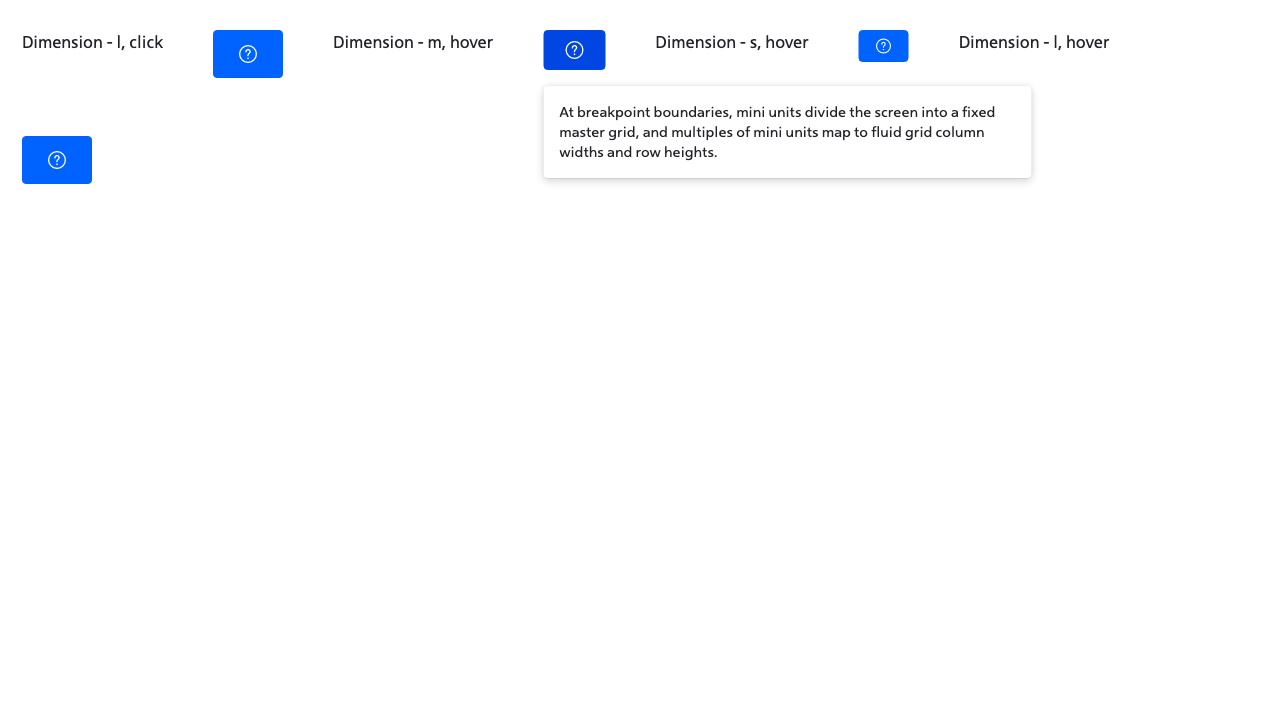 Dimension - l, click
Dimension - m, hover
Dimension - s, hover
Dimension - l, hover
At breakpoint boundaries, mini units divide the screen into a fixed
master grid, and multiples of mini units map to fluid grid column
widths and row heights.